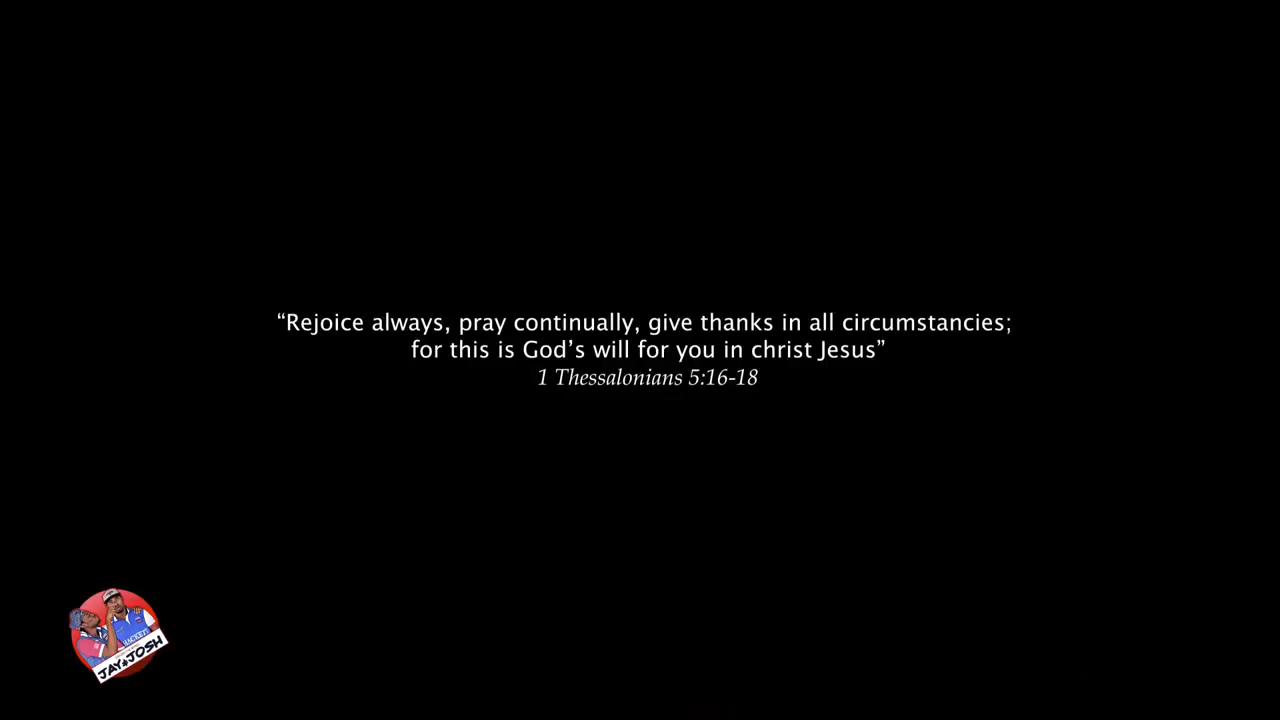 “Rejoice always, pray continually, give thanks in all circumstancies;
for this is God’s will for you in christ Jesus”
1 Thessalonians 5:16-18
JAY JOSH